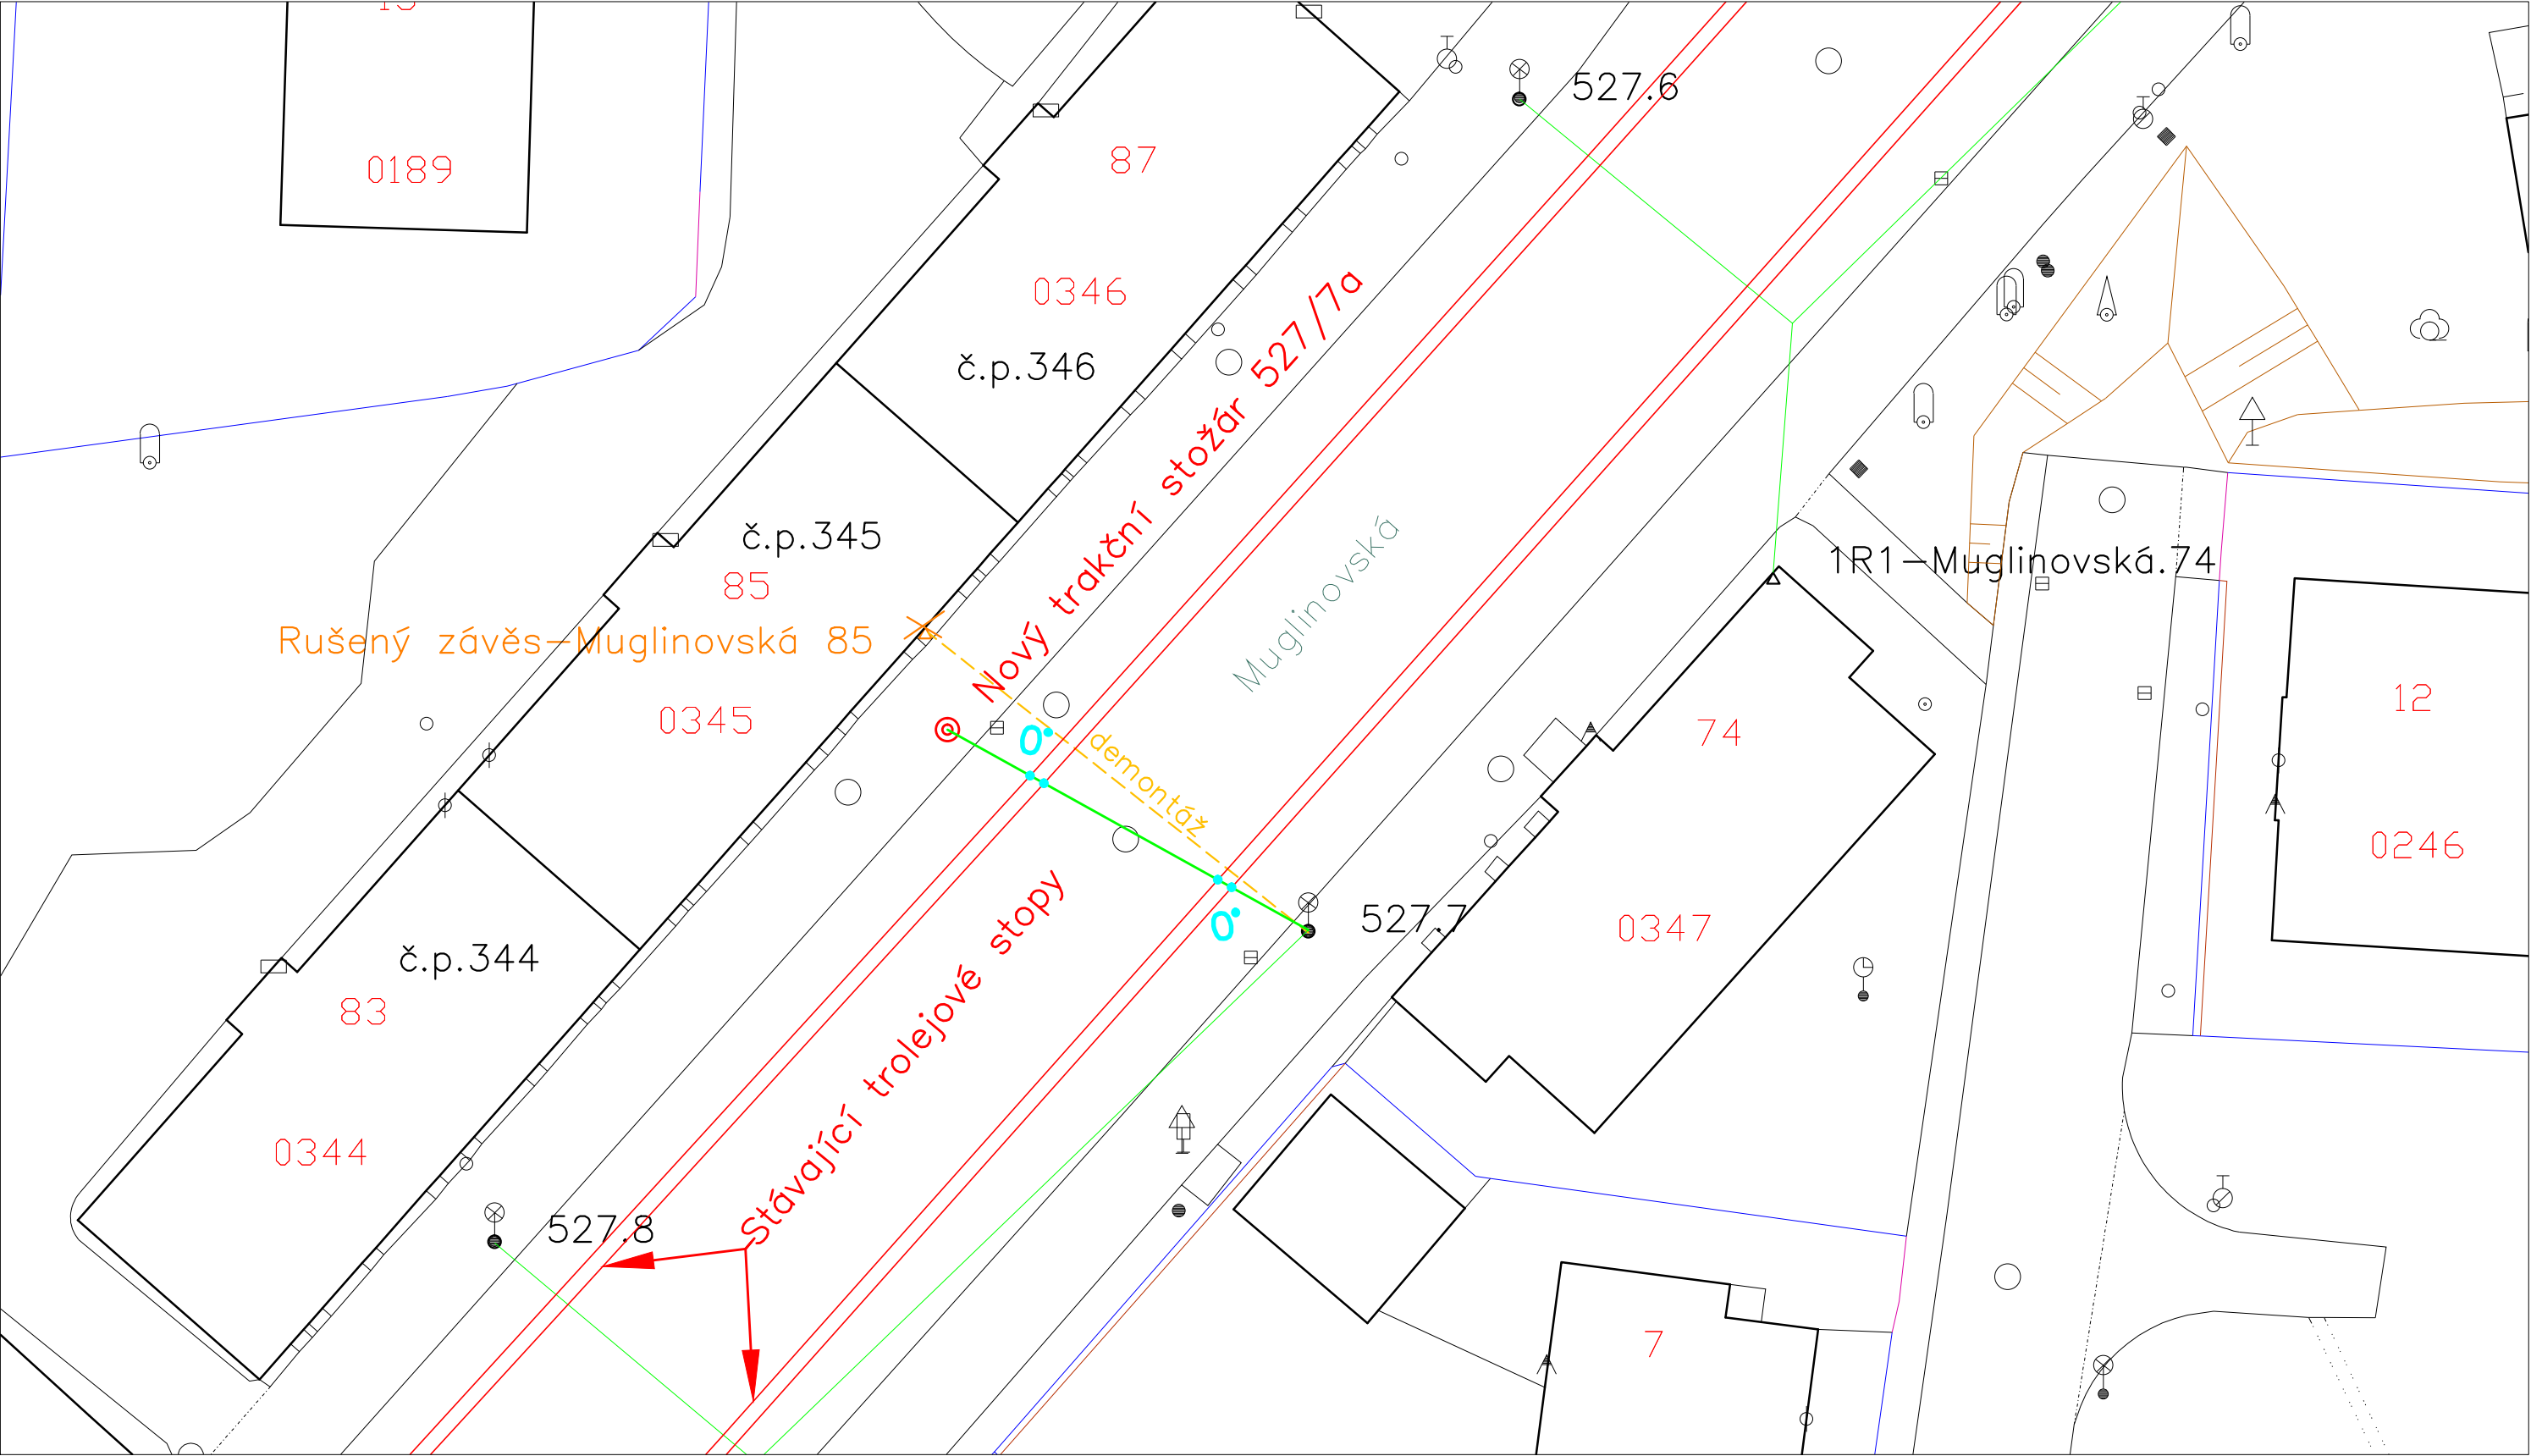 0189
87
527.6
0346
č.p.346
Nový trakční stožár 527/7a
č.p.345
85
Muglinovská
1R1-Muglinovská.74
Rušený závěs-Muglinovská 85
0345
0°
demontáž
74
12
0246
0347
527.7
0°
č.p.344
83
Stávající trolejové stopy
0344
527.8
7